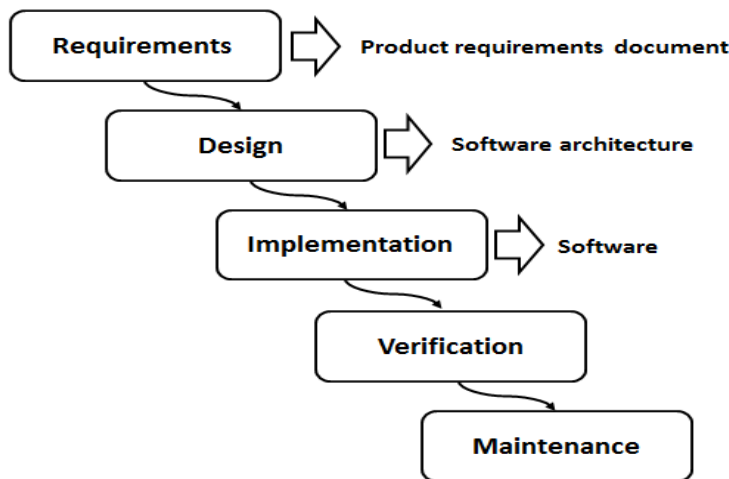 Requirements
Product requirements document
Design
Software architecture
Implementation
Software
Verification
Maintenance